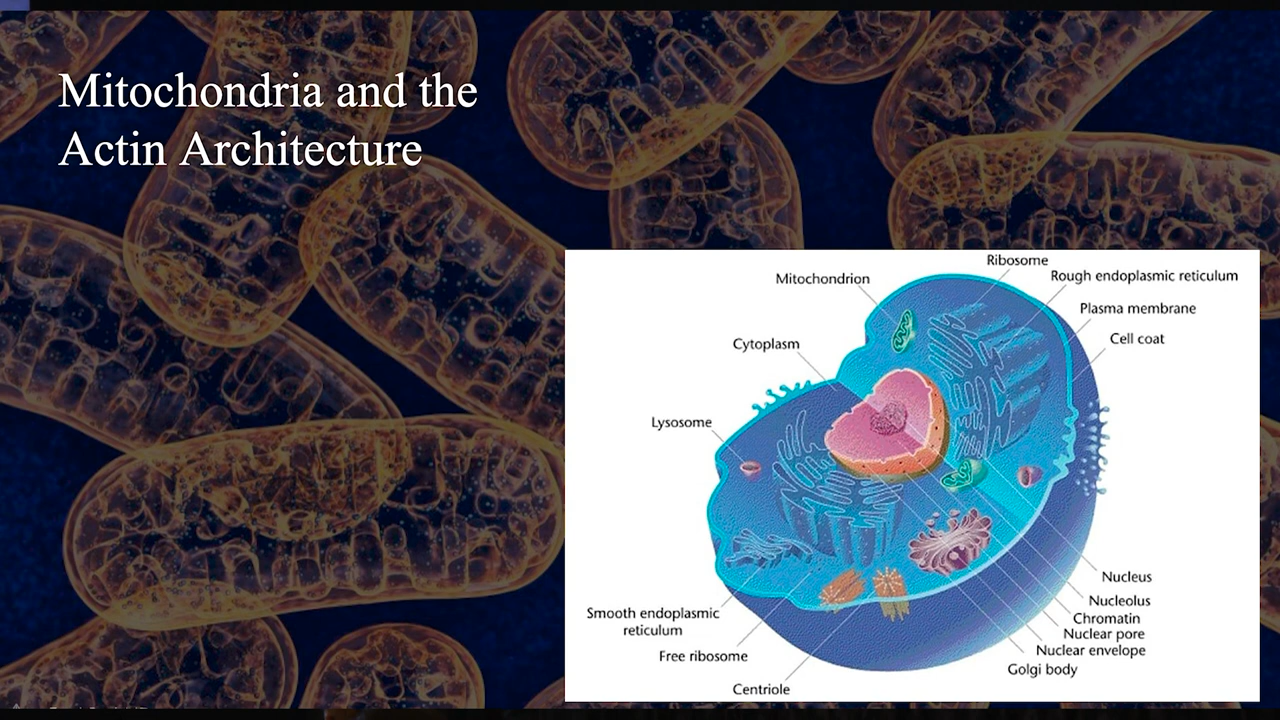 Mitochondria and the
Actin Architecture
Ribosome
Mitochondrion
Rough endoplasmic reticulum
Plasma membrane
Cell coat
Cytoplasm
Lysosome
Nucleus
Nucleolus
Chromatin
Nuclear pore
Nuclear envelope
Golgi body
Smooth endoplasmic
reticulum
Free ribosome
Centriole